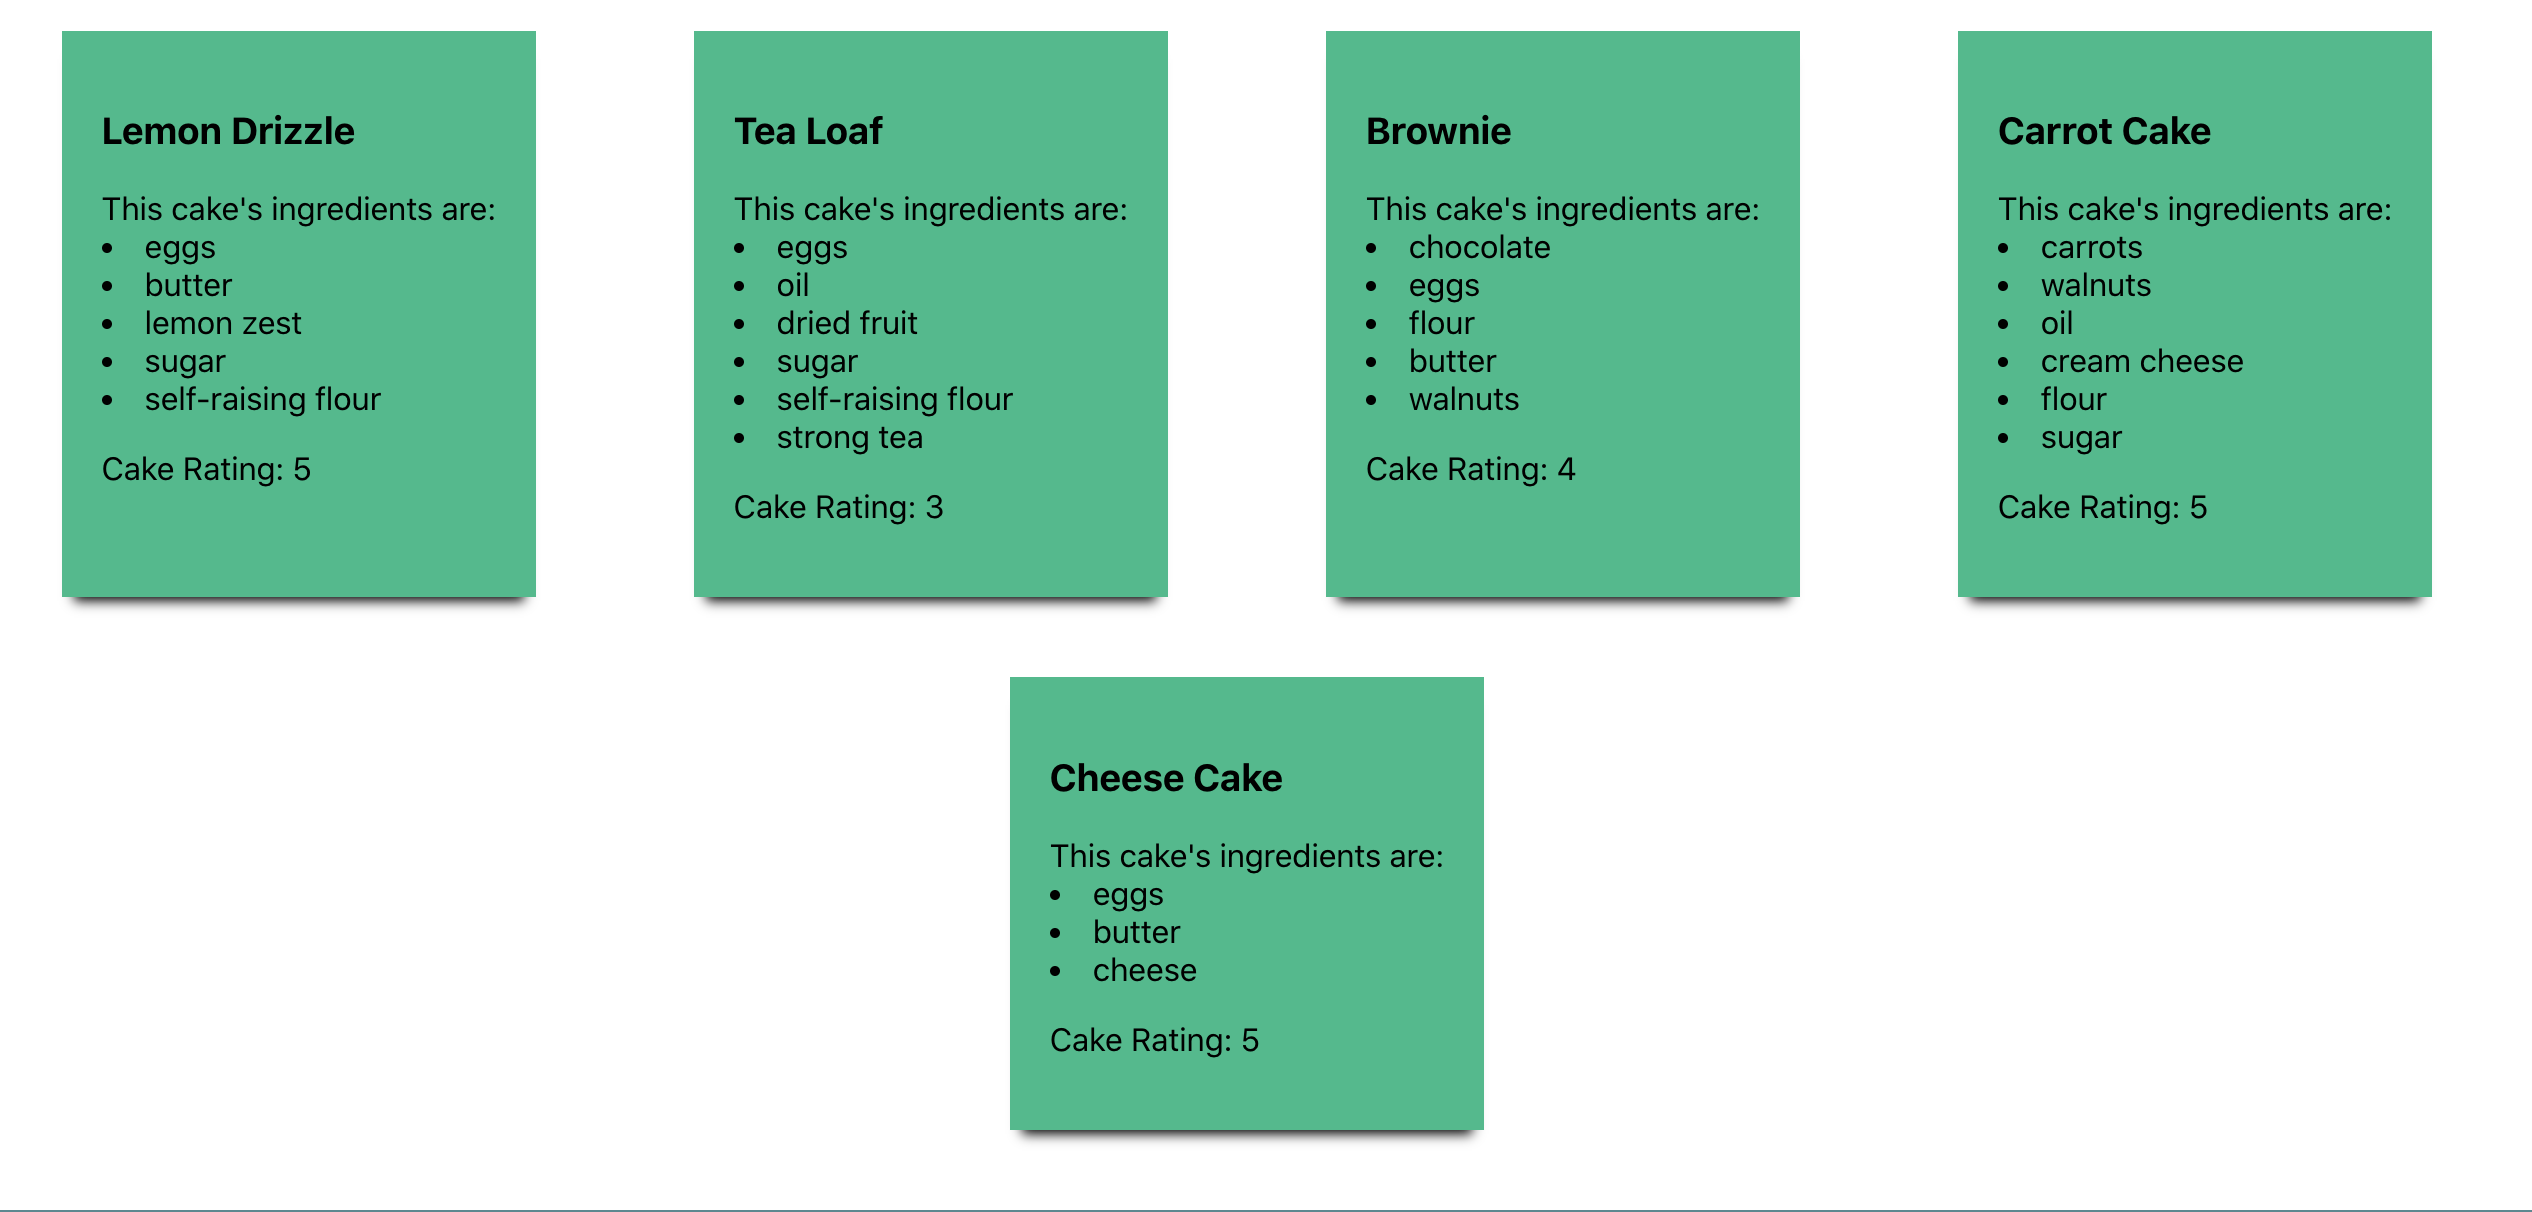 Lemon Drizzle
This cake's ingredients are:
• eggs
• butter
• lemon zest
• sugar
• self-raising flour
Cake Rating: 5
Tea Loaf
This cake's ingredients are:
• eggs
• oil
• dried fruit
• sugar
• self-raising flour
• strong tea
Cake Rating: 3
Brownie
This cake's ingredients are:
• chocolate
• eggs
• flour
• butter
• walnuts
Cake Rating: 4
Carrot Cake
This cake's ingredients are:
• carrots
• walnuts
• oil
• cream cheese
• flour
• sugar
Cake Rating: 5
Cheese Cake
This cake's ingredients are:
• eggs
• butter
• cheese
Cake Rating: 5